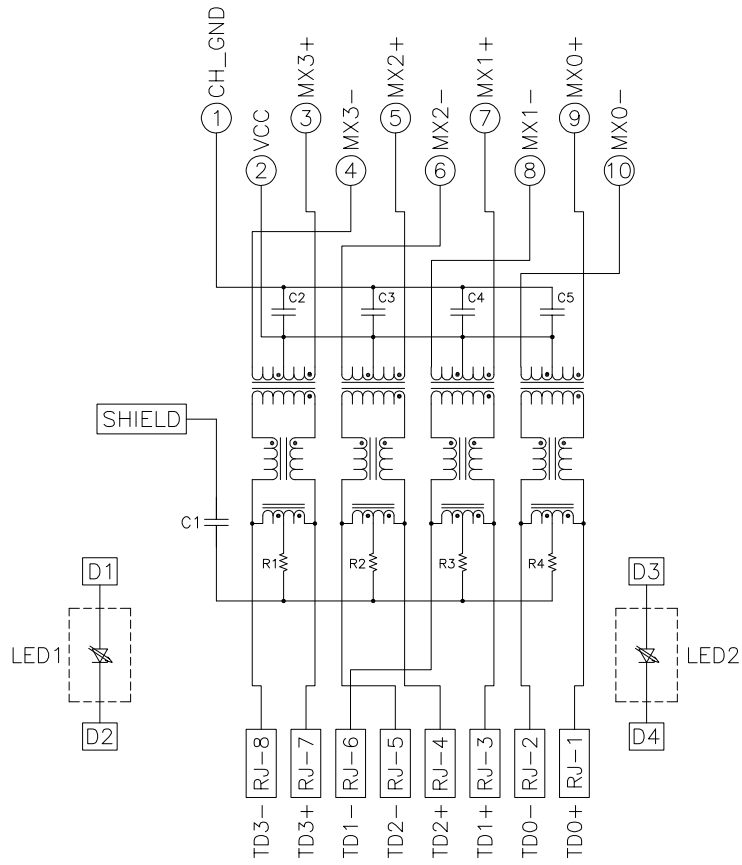 CH_GND
MX3+
MX2+
MX1+
MX0+
VCC
MX3-
MX2-
MX1-
MX0-
1
3
5
7
9
2
4
6
8
10
C2
C3
C4
C5
SHIELD
C1
R1
R2
R3
R4
D1
D3
LED1
LED2
D2
D4
RJ-8
RJ-7
RJ-6
RJ-5
RJ-4
RJ-3
RJ-2
RJ-1
TD3-
TD3+
TD1-
TD2-
TD2+
TD1+
TD0-
TD0+